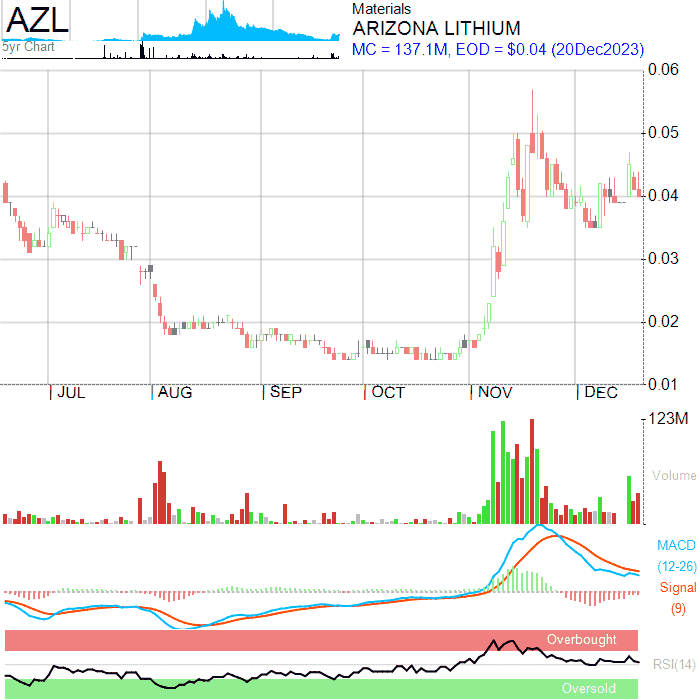 AZL
5yr Chart
Materials
ARIZONA LITHIUM
MC = 137.1M, EOD = $0.04 (20Dec2023)
0.06
0.05
0.04
0.03
0.02
0.01
JUL AUG SEP OCT NOV DEC
123M
Volume
MACD
(12-26)
Signal
(9)
Overbought
RSI(14)
Oversold